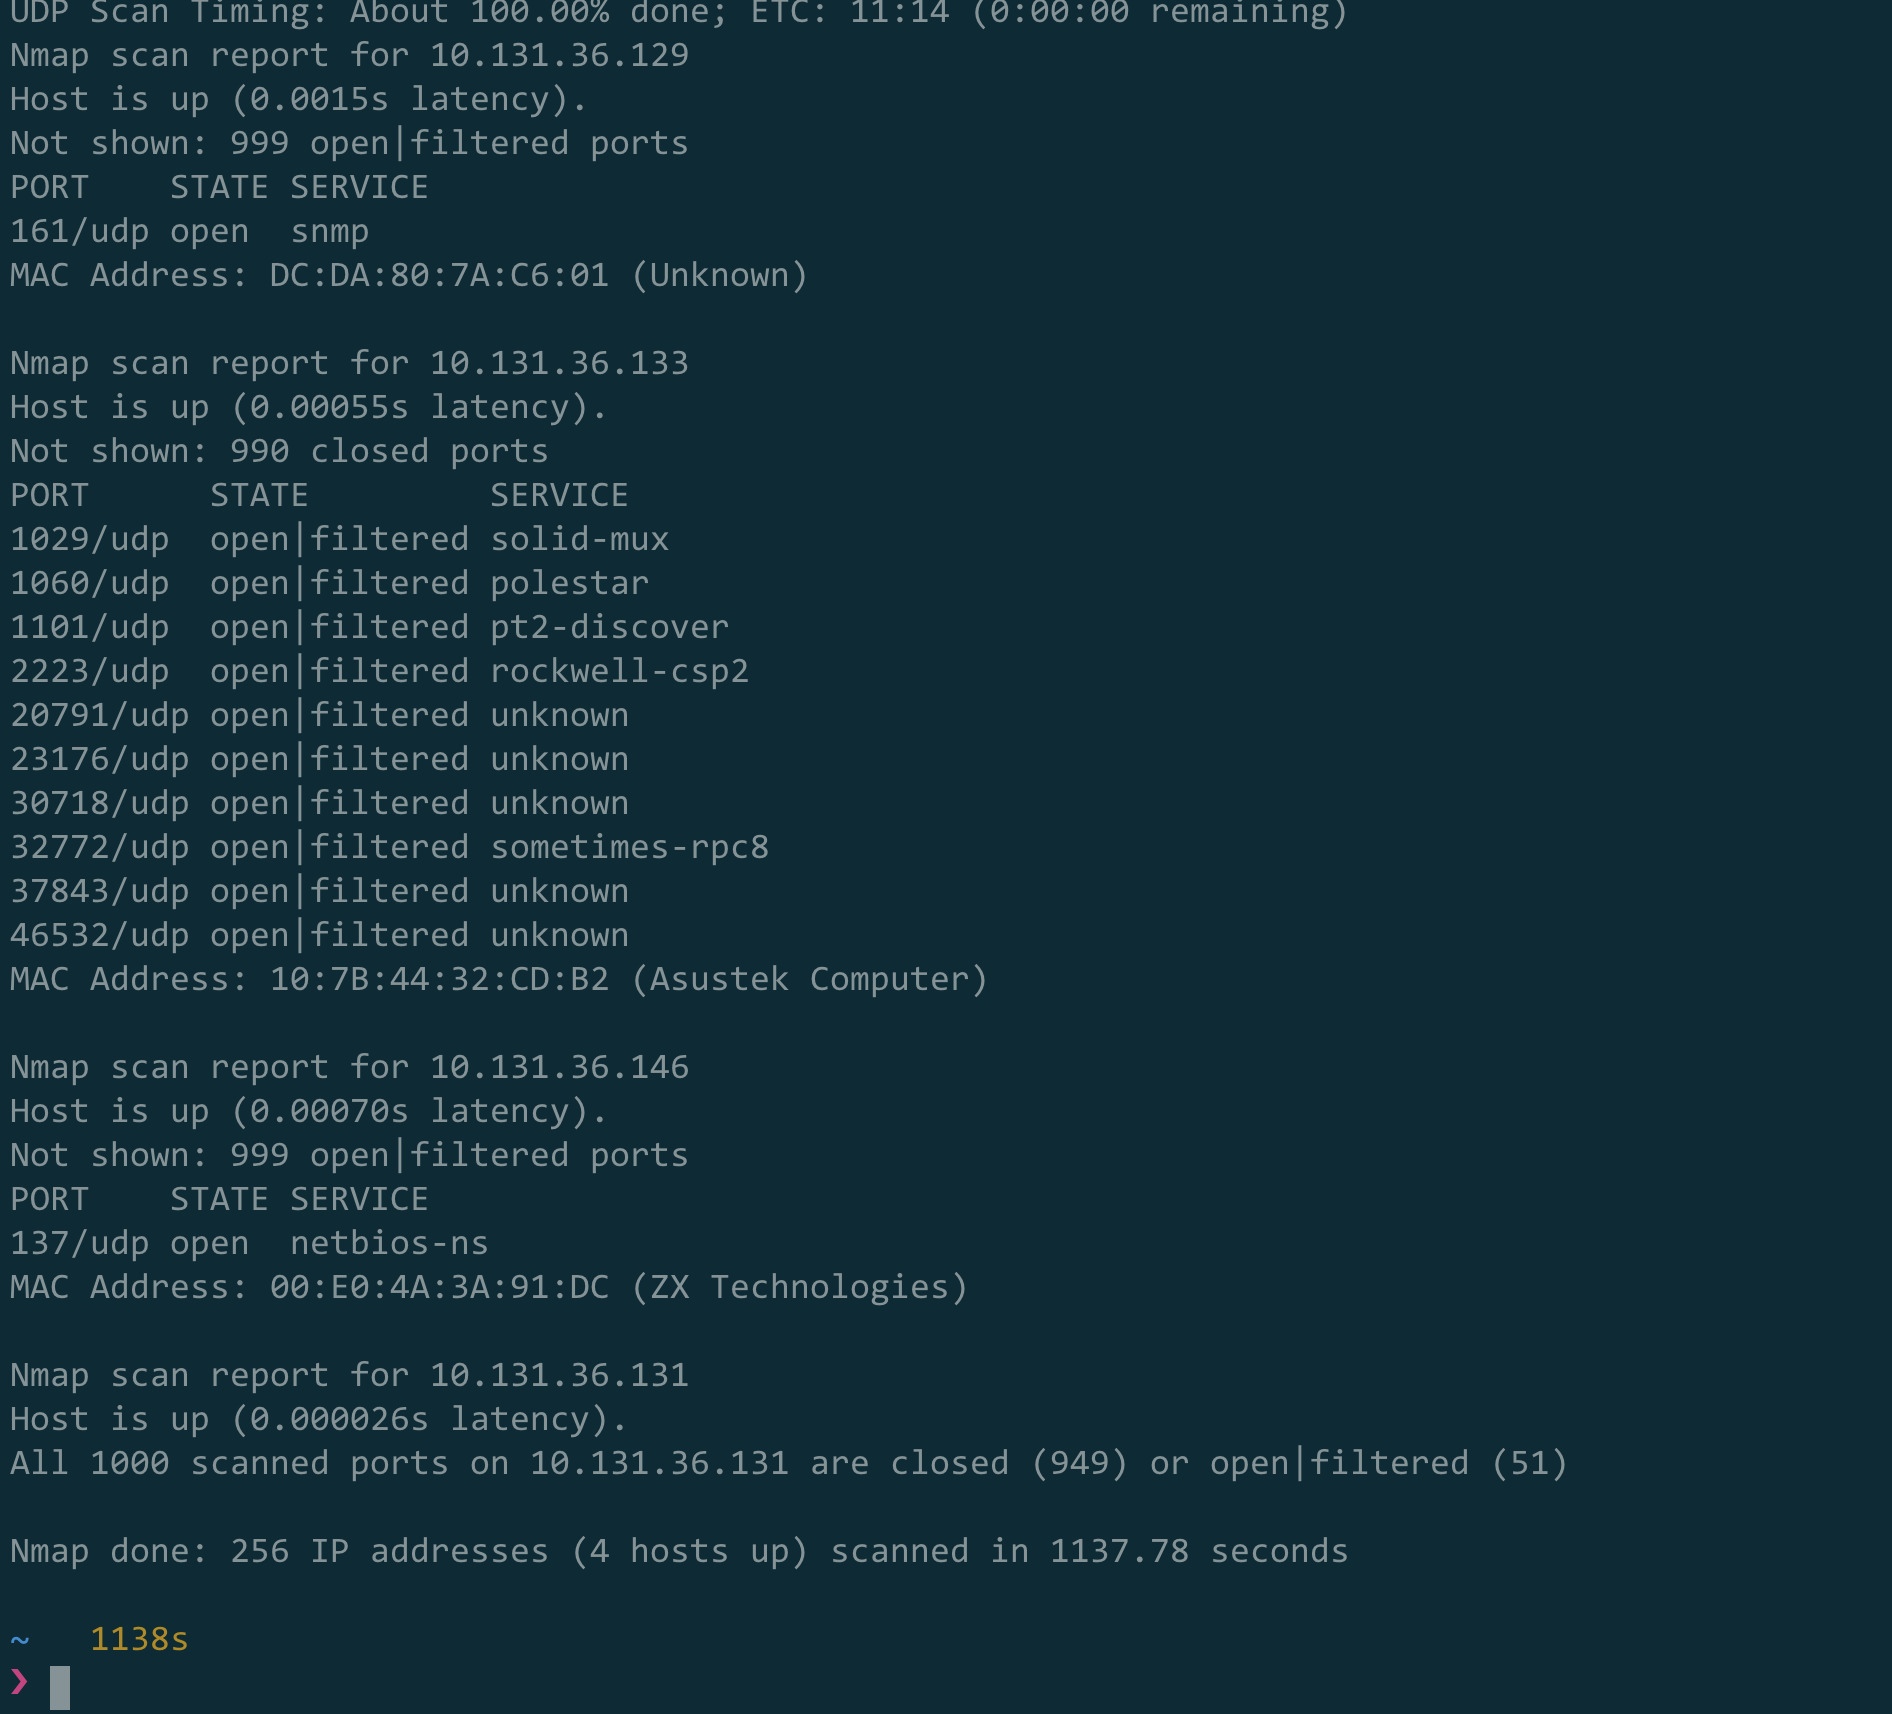 UDP Scan Timing: About 100.00% done; ETC: 11:14 (0:00:00 remaining)
Nmap scan report for 10.131.36.129
Host is up (0.0015s latency).
Not shown: 999 open|filtered ports
PORT    STATE SERVICE
161/udp open  snmp
MAC Address: DC:DA:80:7A:C6:01 (Unknown)

Nmap scan report for 10.131.36.133
Host is up (0.00055s latency).
Not shown: 990 closed ports
PORT      STATE         SERVICE
1029/udp  open|filtered solid-mux
1060/udp  open|filtered polestar
1101/udp  open|filtered pt2-discover
2223/udp  open|filtered rockwell-csp2
20791/udp open|filtered unknown
23176/udp open|filtered unknown
30718/udp open|filtered unknown
32772/udp open|filtered sometimes-rpc8
37843/udp open|filtered unknown
46532/udp open|filtered unknown
MAC Address: 10:7B:44:32:CD:B2 (Asustek Computer)

Nmap scan report for 10.131.36.146
Host is up (0.00070s latency).
Not shown: 999 open|filtered ports
PORT    STATE SERVICE
137/udp open  netbios-ns
MAC Address: 00:E0:4A:3A:91:DC (ZX Technologies)

Nmap scan report for 10.131.36.131
Host is up (0.000026s latency).
All 1000 scanned ports on 10.131.36.131 are closed (949) or open|filtered (51)

Nmap done: 256 IP addresses (4 hosts up) scanned in 1137.78 seconds

~   1138s
❯